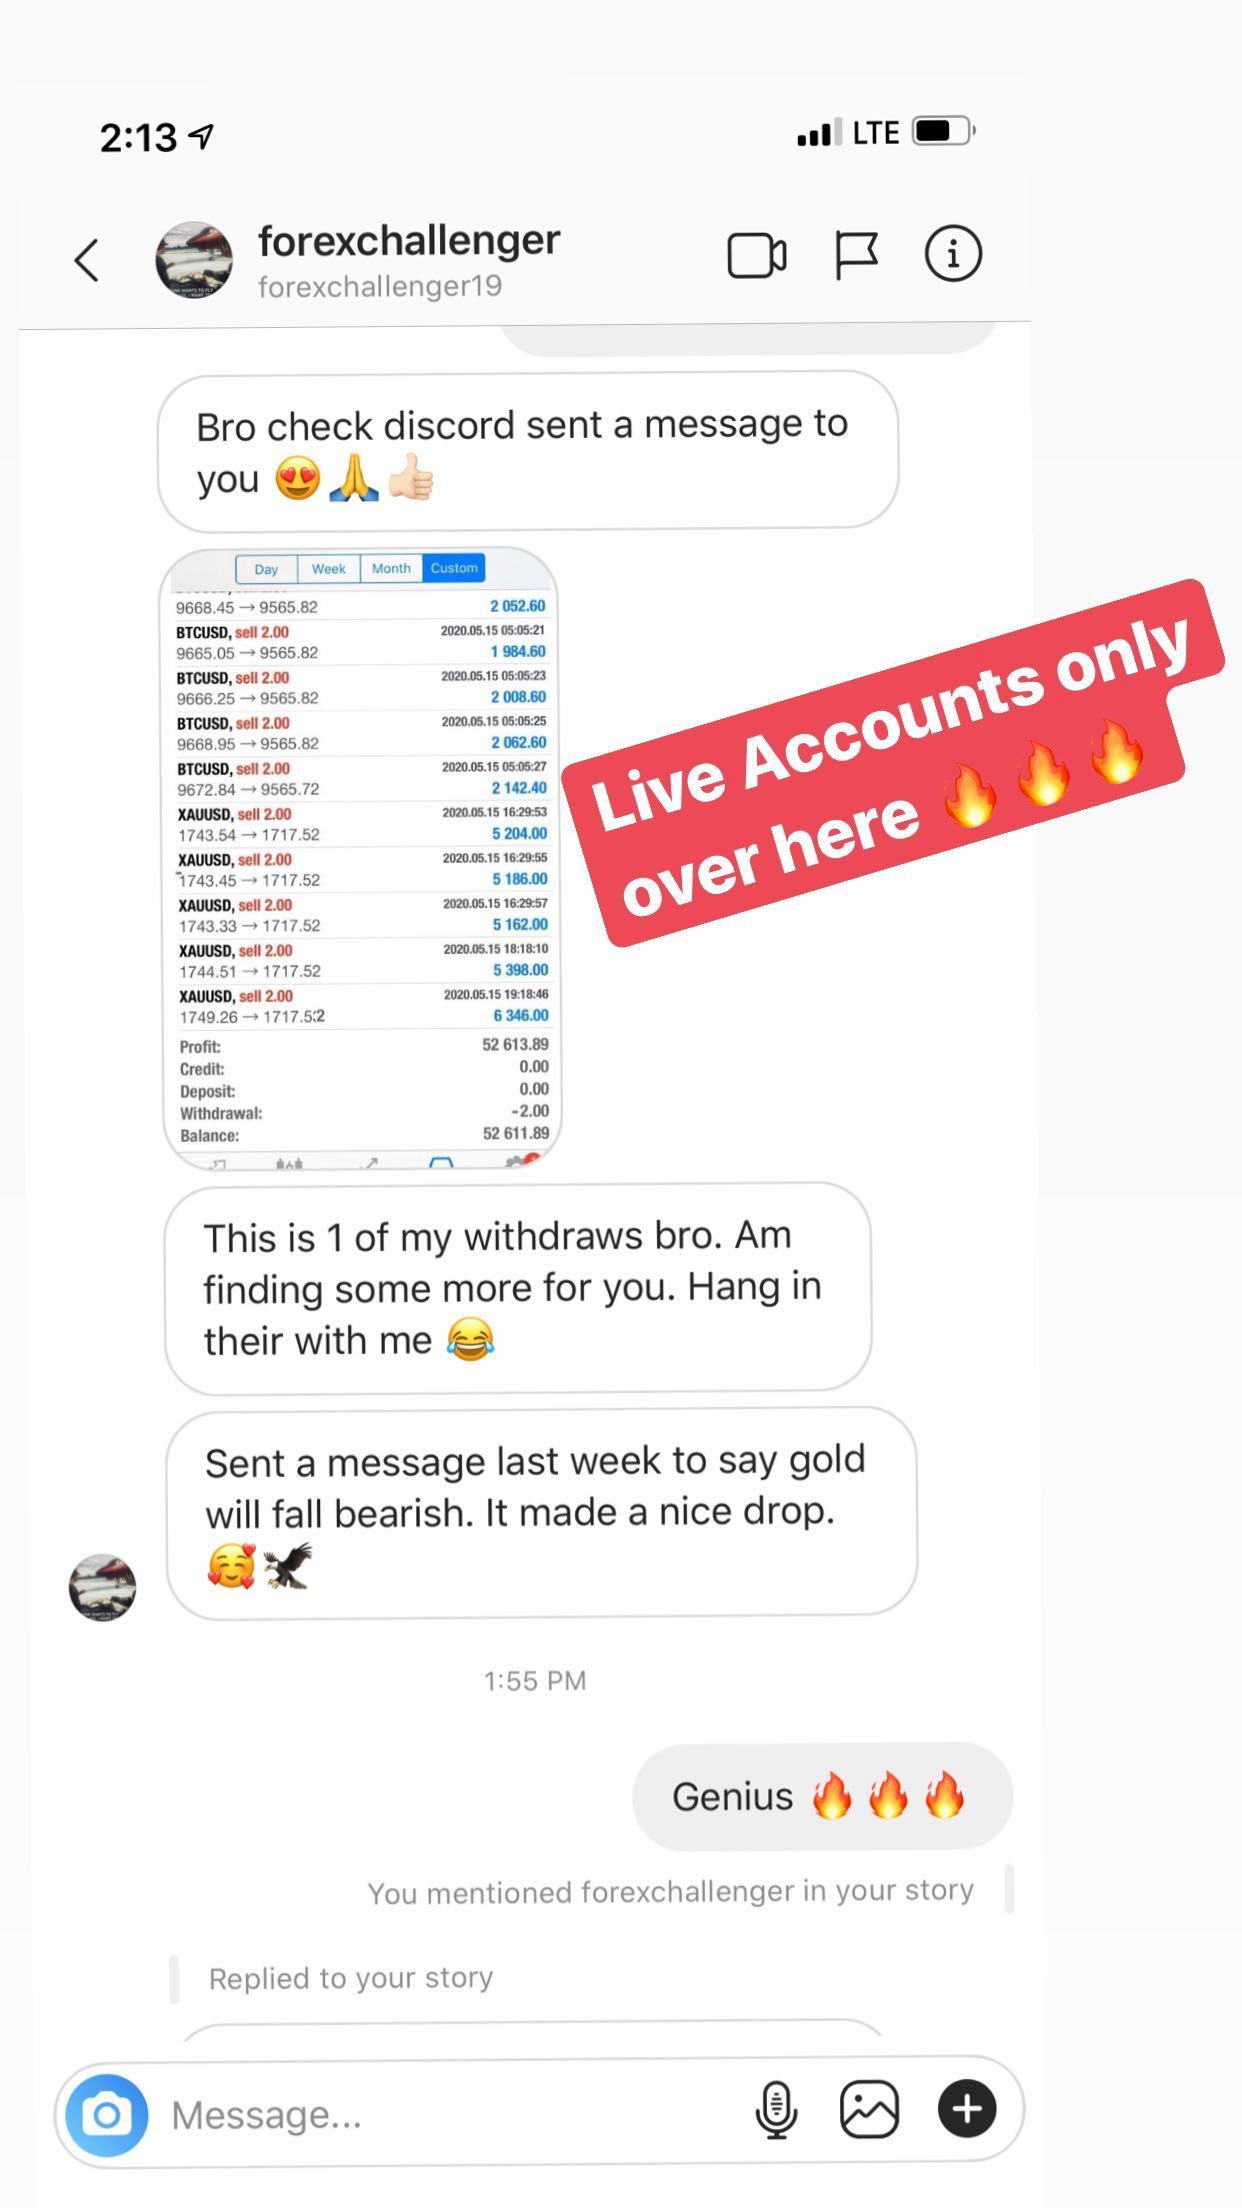 2:13
LTE
forexchallenger
forexchallenger19
Bro check discord sent a message to
you 😍🙏👍🏻
Day Week Month Custom
9668.45 → 9565.82 2 052.60
BTCUSD, sell 2.00 2020.05.15 05:05:21
9665.05 → 9565.82 1 984.60
BTCUSD, sell 2.00 2020.05.15 05:05:23
9666.25 → 9565.82 2 008.60
BTCUSD, sell 2.00 2020.05.15 05:05:25
9668.95 → 9565.82 2 062.60
BTCUSD, sell 2.00 2020.05.15 05:05:27
9672.84 → 9565.72 2 142.40
XAUUSD, sell 2.00 2020.05.15 16:29:53
1743.54 → 1717.52 5 204.00
XAUUSD, sell 2.00 2020.05.15 16:29:55
1743.45 → 1717.52 5 186.00
XAUUSD, sell 2.00 2020.05.15 16:29:57
1743.33 → 1717.52 5 162.00
XAUUSD, sell 2.00 2020.05.15 18:18:10
1744.51 → 1717.52 5 398.00
XAUUSD, sell 2.00 2020.05.15 19:18:46
1749.26 → 1717.52 6 346.00
Profit: 52 613.89
Credit: 0.00
Deposit: 0.00
Withdrawal: -2.00
Balance: 52 611.89
Live Accounts only
over here 🔥🔥🔥
This is 1 of my withdraws bro. Am
finding some more for you. Hang in
their with me 😂
Sent a message last week to say gold
will fall bearish. It made a nice drop.
🥰🦅
1:55 PM
Genius 🔥🔥🔥
You mentioned forexchallenger in your story
Replied to your story
Message...